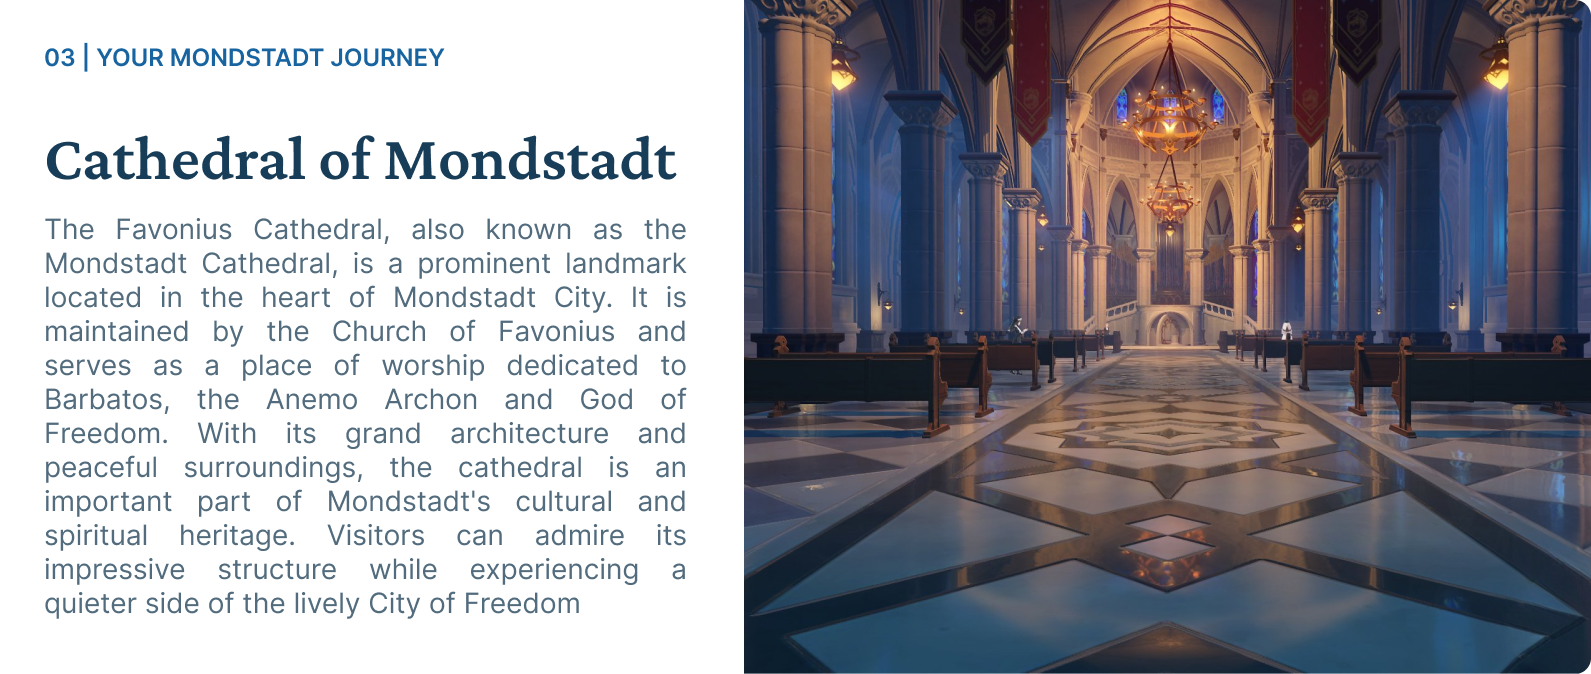 03 | YOUR MONDSTADT JOURNEY
Cathedral of Mondstadt
The Favonius Cathedral, also known as the
Mondstadt Cathedral, is a prominent landmark
located in the heart of Mondstadt City. It is
maintained by the Church of Favonius and
serves as a place of worship dedicated to
Barbatos, the Anemo Archon and God of
Freedom. With its grand architecture and
peaceful surroundings, the cathedral is an
important part of Mondstadt's cultural and
spiritual heritage. Visitors can admire its
impressive structure while experiencing a
quieter side of the lively City of Freedom